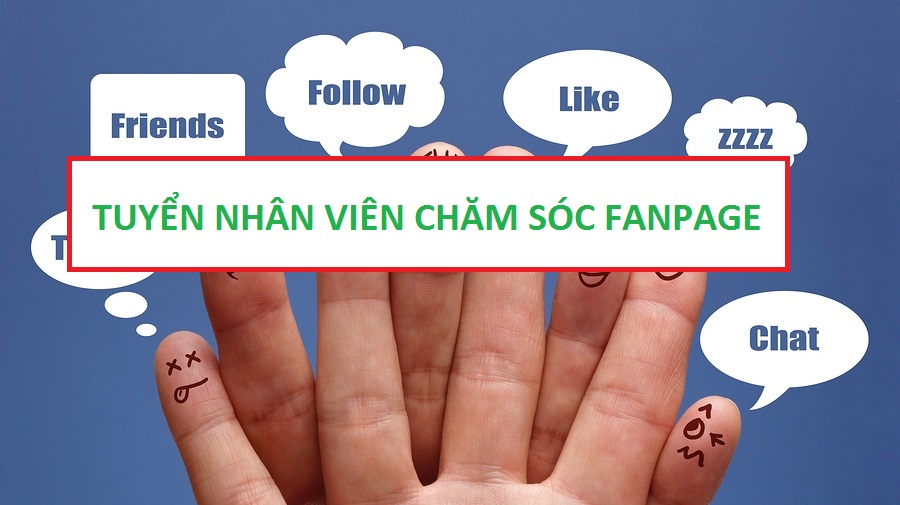 Follow
Like
Friends
zzzz
TUYỂN NHÂN VIÊN CHĂM SÓC FANPAGE
Chat